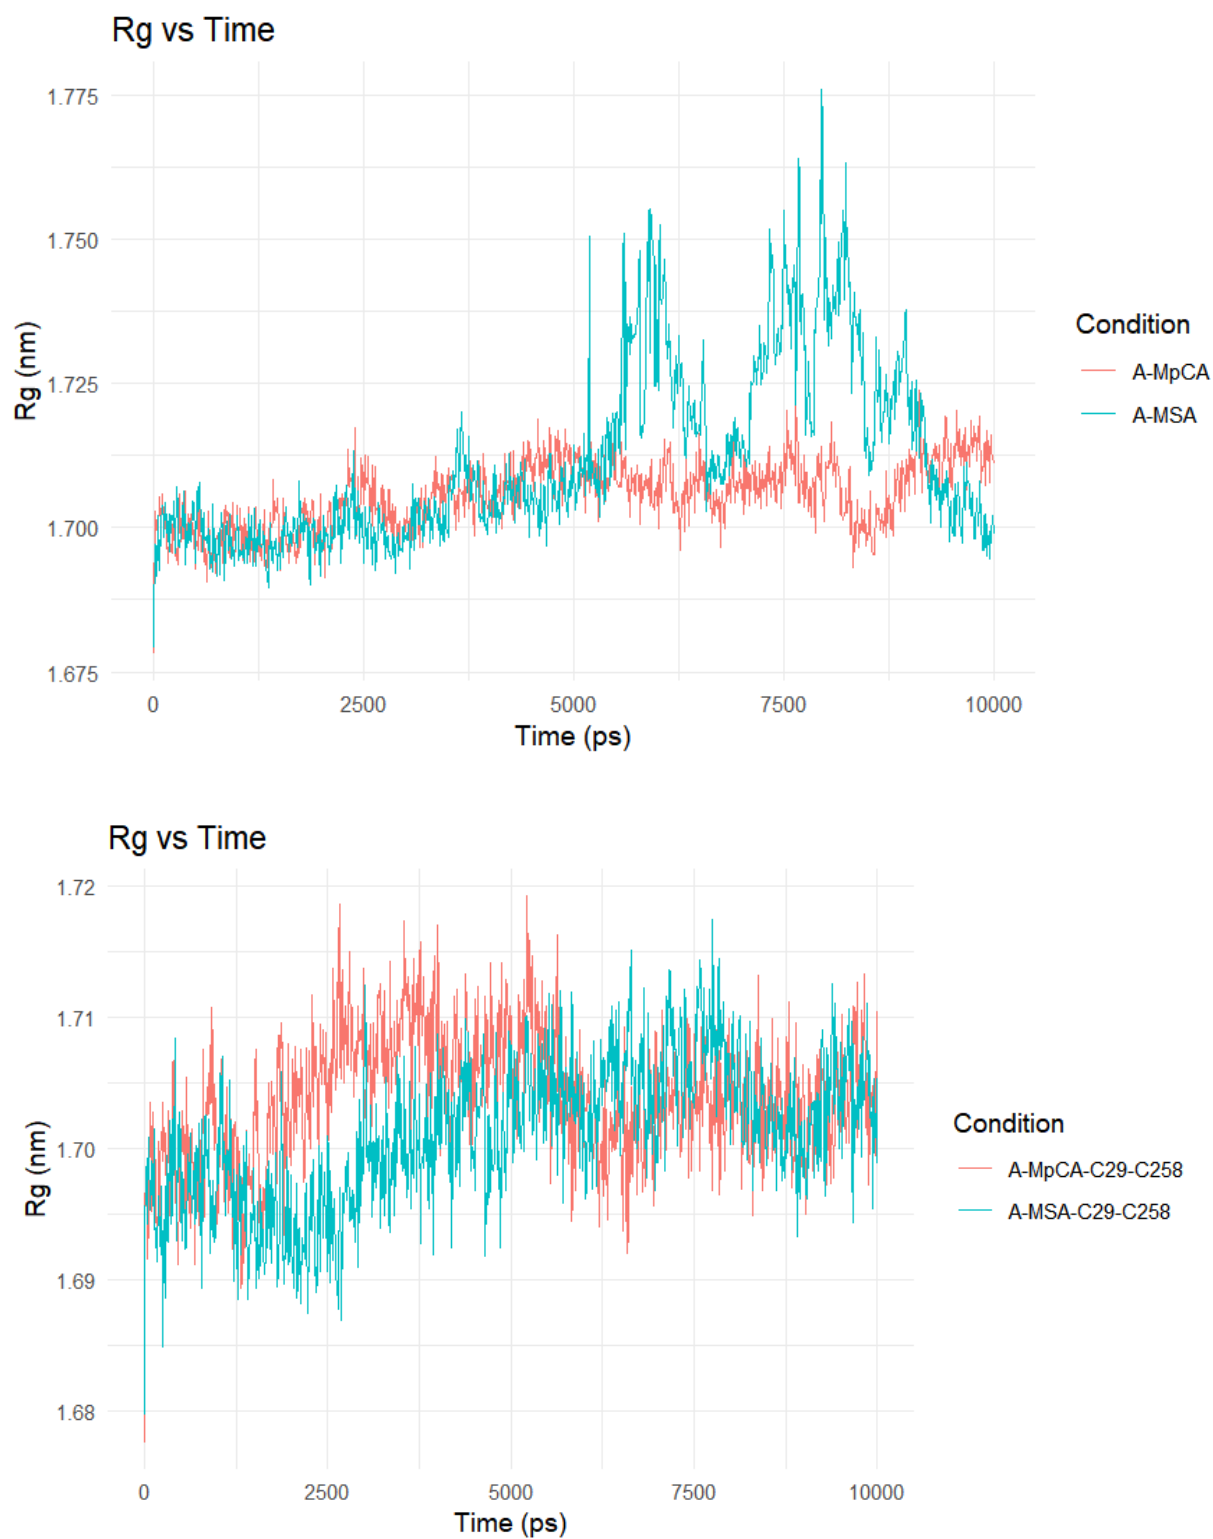 Rg vs Time
1.775
1.750
1.725
1.700
1.675
Rg (nm)
0 2500 5000 7500 10000
Time (ps)
Condition
A-MpCA
A-MSA
Rg vs Time
1.72
1.71
1.70
1.69
1.68
Rg (nm)
0 2500 5000 7500 10000
Time (ps)
Condition
A-MpCA-C29-C258
A-MSA-C29-C258